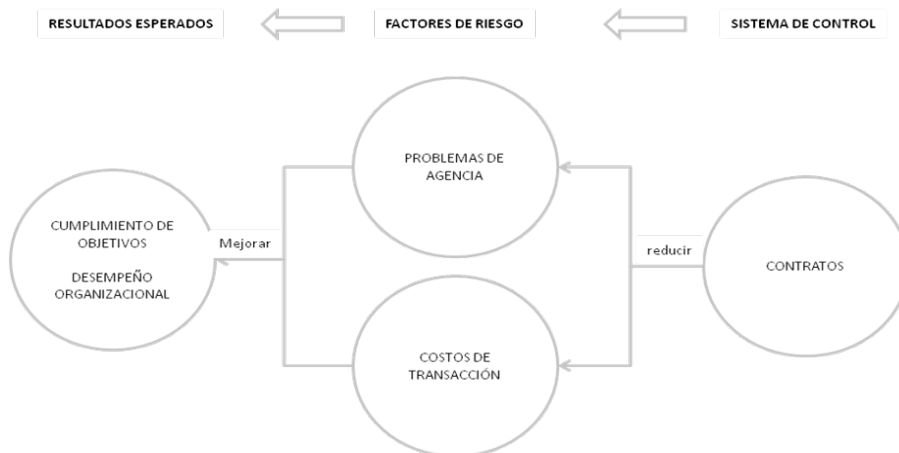 RESULTADOS ESPERADOS
FACTORES DE RIESGO
SISTEMA DE CONTROL
PROBLEMAS DE
AGENCIA
CUMPLIMIENTO DE
OBJETIVOS
DESEMPEÑO
ORGANIZACIONAL
Mejorar
reducir
CONTRATOS
COSTOS DE
TRANSACCIÓN